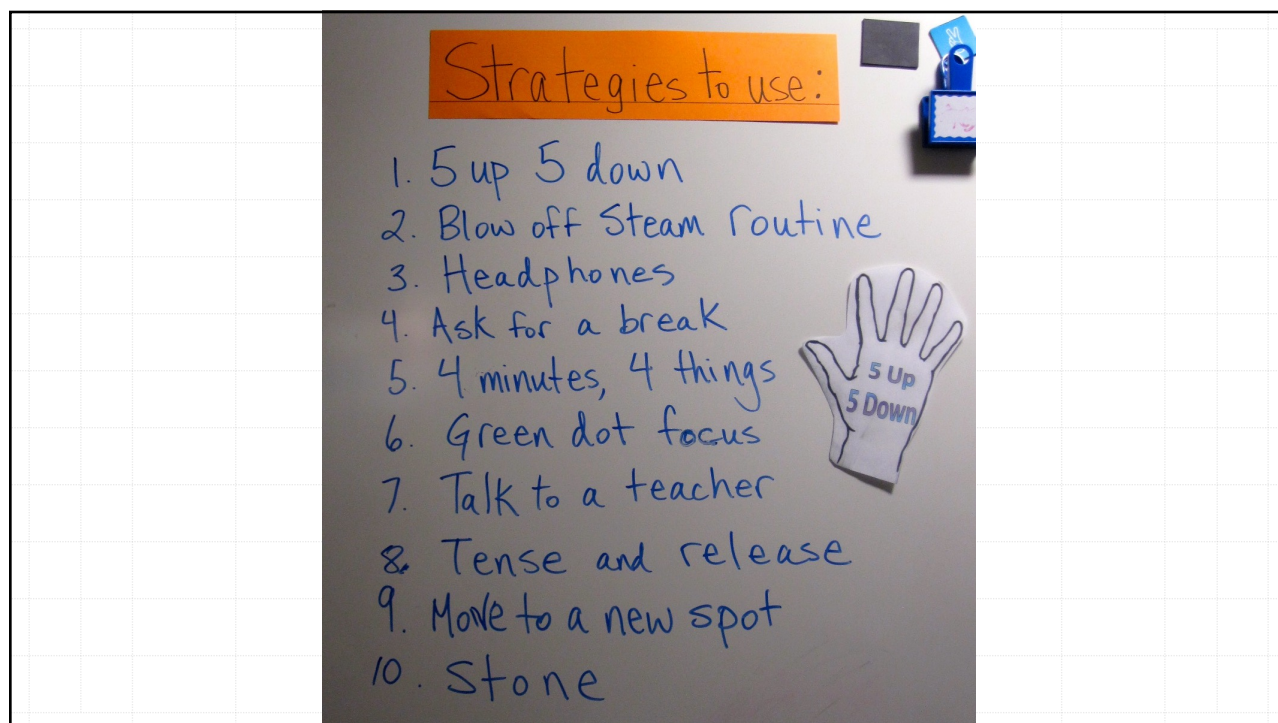 Strategies to use:
1. 5 up 5 down
2. Blow off Steam routine
3. Headphones
4. Ask for a break
5. 4 minutes, 4 things
6. Green dot focus
7. Talk to a teacher
8. Tense and release
9. Move to a new spot
10. Stone
5 Up
5 Down